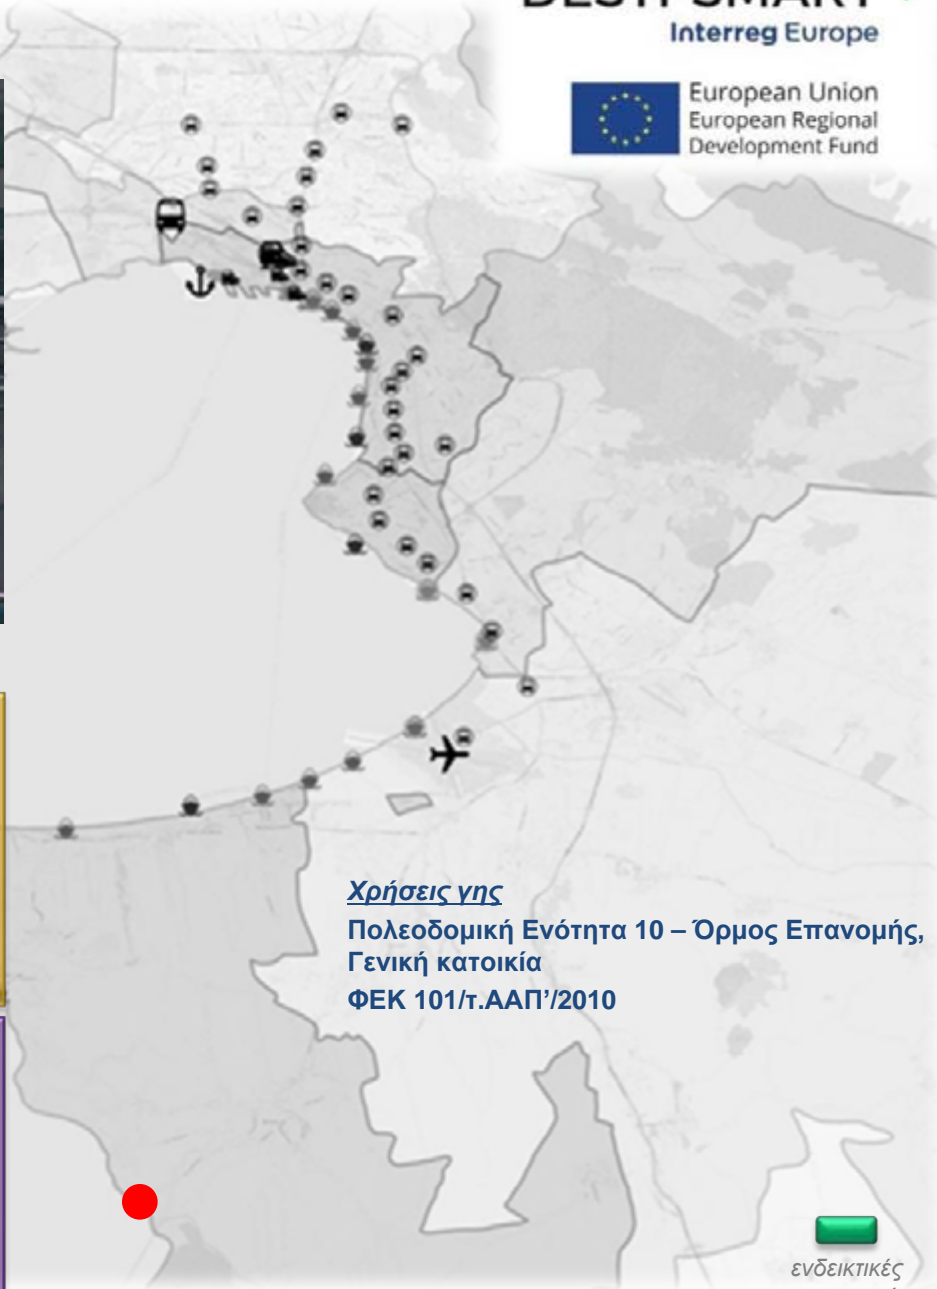 Interreg Europe
European Union
European Regional
Development Fund
Χρήσεις γης
Πολεοδομική Ενότητα 10 – Όρμος Επανομής,
Γενική κατοικία
ΦΕΚ 101/τ.ΑΑΠ’/2010
ενδεικτικές